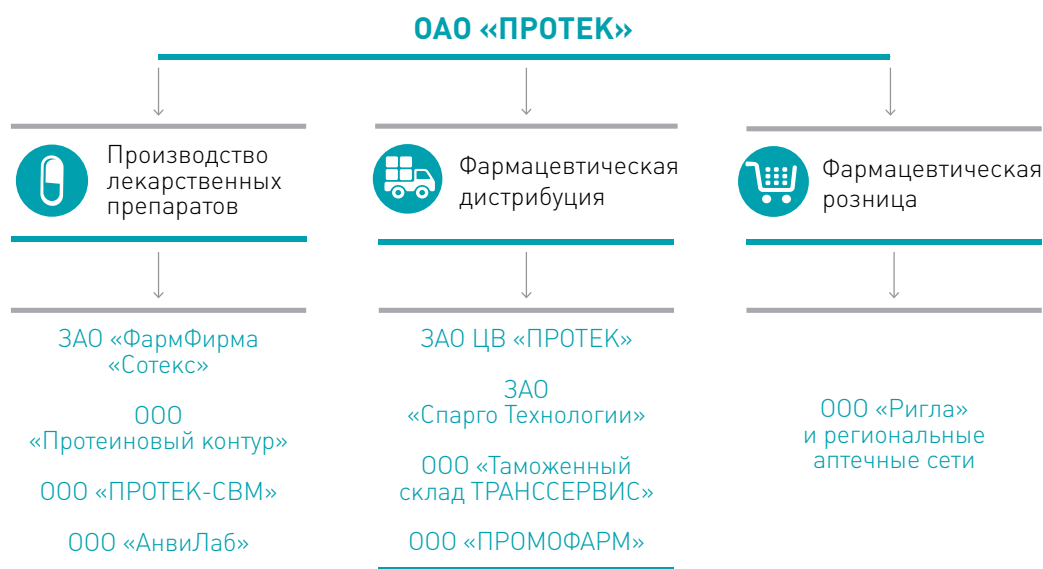 ОАО «ПРОТЕК»
Производство
лекарственных
препаратов
Фармацевтическая
дистрибуция
Фармацевтическая
розница
ЗАО «ФармФирма
«Сотекс»
ООО
«Протеиновый контур»
ООО «ПРОТЕК-СВМ»
ООО «АнвиЛаб»
ЗАО ЦВ «ПРОТЕК»
ЗАО
«Спарго Технологии»
ООО «Таможенный
склад ТРАНССЕРВИС»
ООО «ПРОМОФАРМ»
ООО «Ригла»
и региональные
аптечные сети